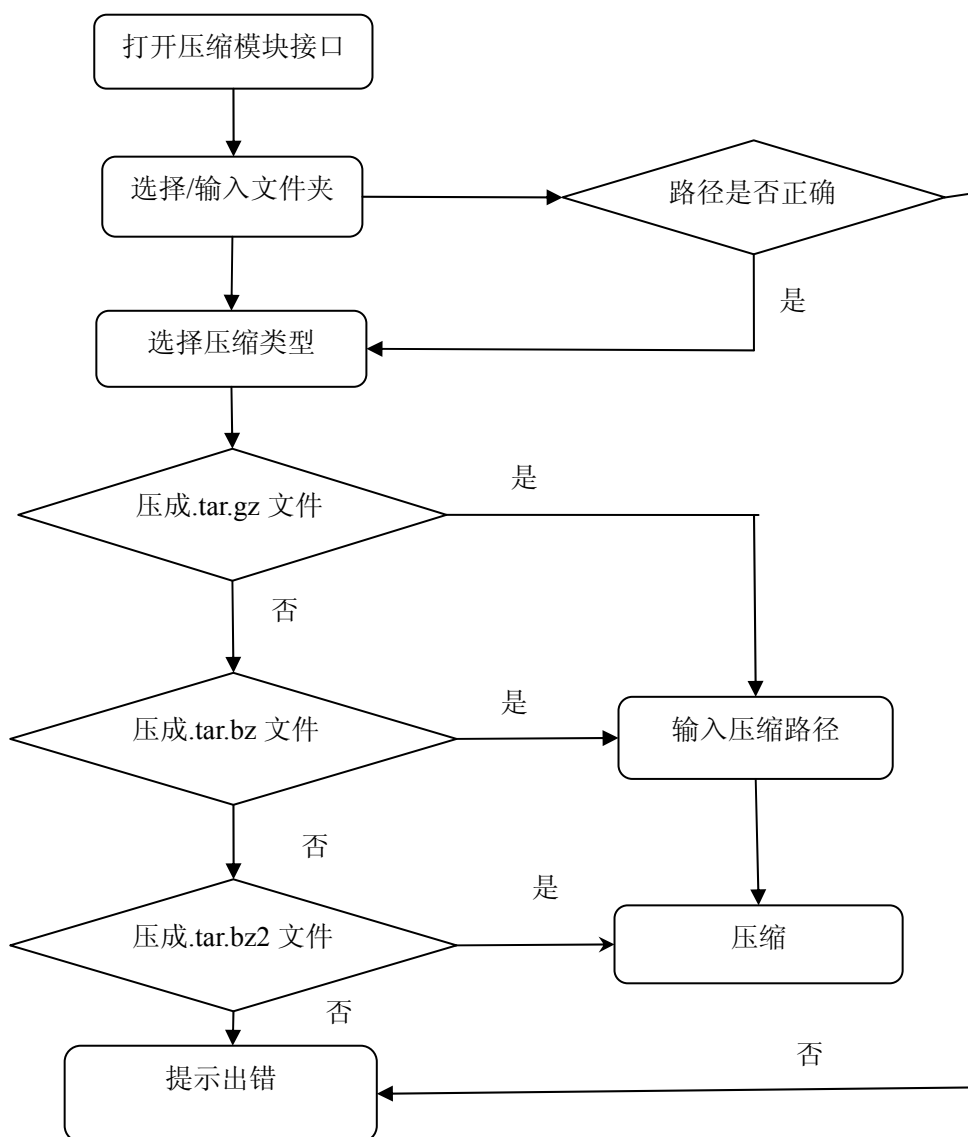 打开压缩模块接口
选择/输入文件夹
路径是否正确
是
选择压缩类型
是
压成.tar.gz 文件
否
是
压成.tar.bz 文件
输入压缩路径
否
是
压成.tar.bz2 文件
压缩
否
否
提示出错